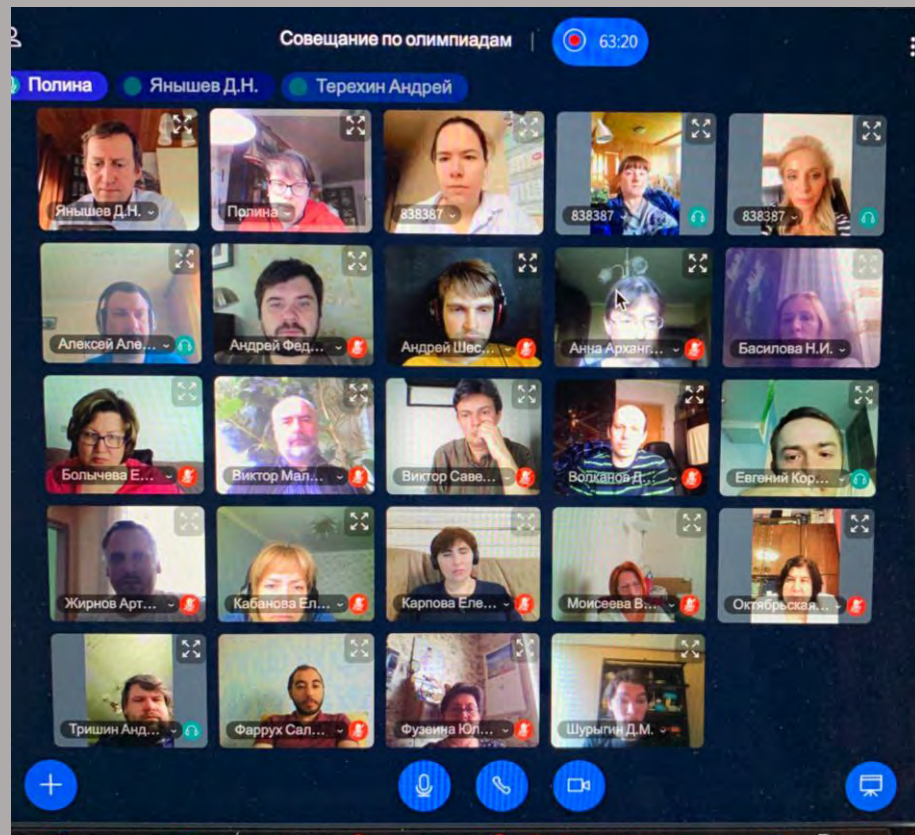 Совещание по олимпиадам | 63:20
Полина Янышев Д.Н. Терехин Андрей
Янышев Д.Н. Полина 838387 838387 838387
Алексей Але... Андрей Фед... Андрей Шес... Анна Арханг... Басилова Н.И.
Болычева Е... Виктор Мал... Виктор Саве... Волканов Д... Евгений Кор...
Жирнов Арт... Кабанова Ел... Карпова Еле... Моисеева В... Октябрьская...
Тришин Анд... Фаррух Сал... Фузеина Юл... Шурыгин Д.М.